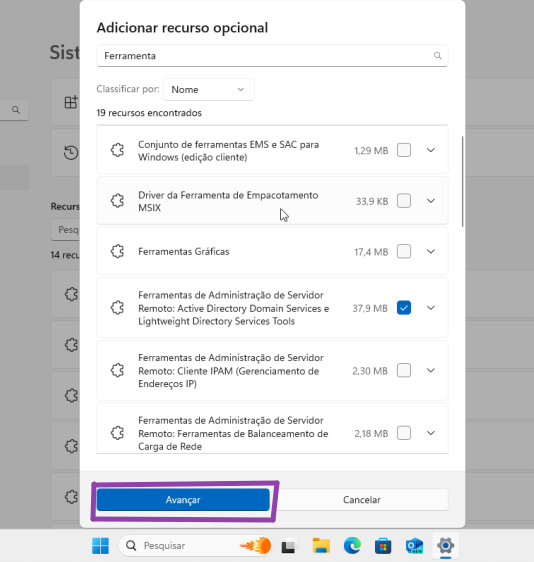 Adicionar recurso opcional
Sist
Ferramenta
Classificar por:
Nome
19 recursos encontrados
Conjunto de ferramentas EMS e SAC para
Windows (edição cliente)
1,29 MB
Driver da Ferramenta de Empacotamento
MSIX
33,9 KB
Recurs
Pesq
14 recu
Ferramentas Gráficas
17,4 MB
Ferramentas de Administração de Servidor
Remoto: Active Directory Domain Services e
Lightweight Directory Services Tools
37,9 MB
Ferramentas de Administração de Servidor
Remoto: Cliente IPAM (Gerenciamento de
Endereços IP)
2,30 MB
Ferramentas de Administração de Servidor
Remoto: Ferramentas de Balanceamento de
Carga de Rede
2,18 MB
Avançar
Cancelar
Pesquisar